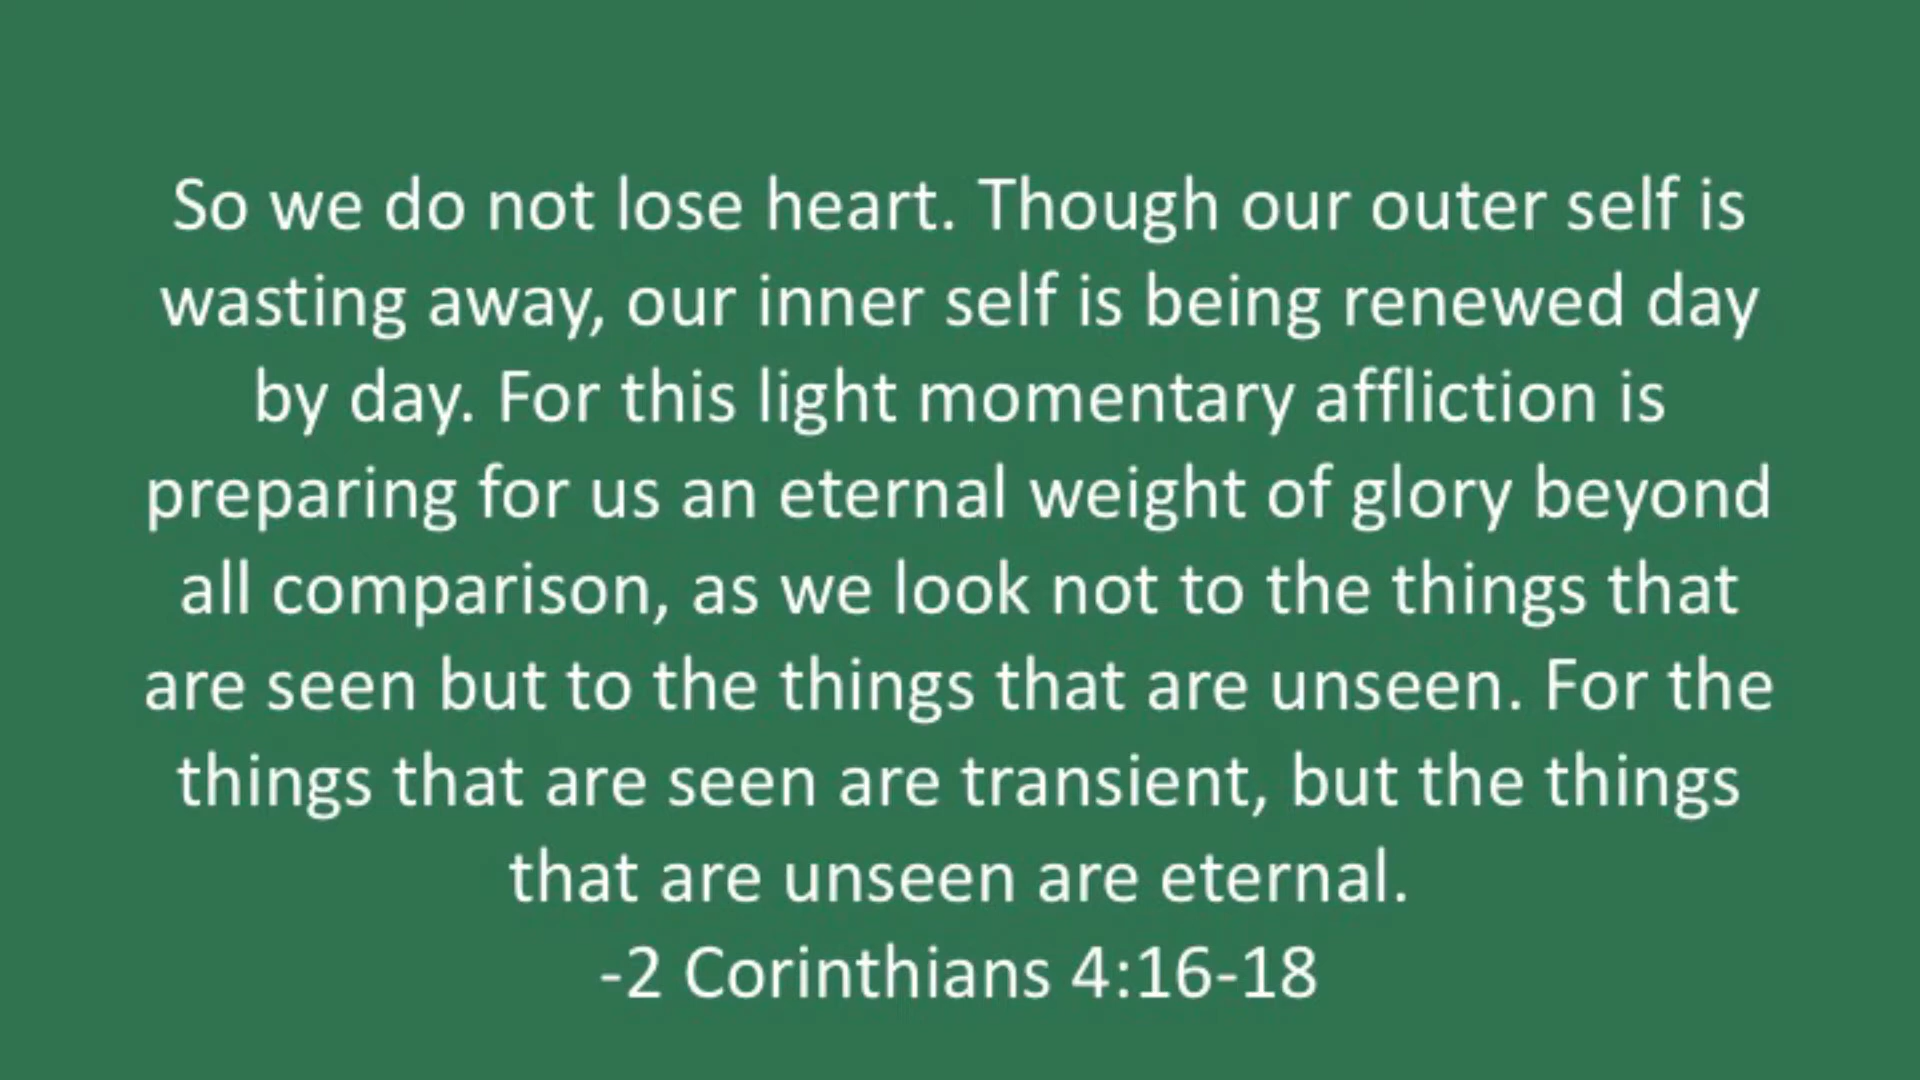 So we do not lose heart. Though our outer self is
wasting away, our inner self is being renewed day
by day. For this light momentary affliction is
preparing for us an eternal weight of glory beyond
all comparison, as we look not to the things that
are seen but to the things that are unseen. For the
things that are seen are transient, but the things
that are unseen are eternal.
-2 Corinthians 4:16-18